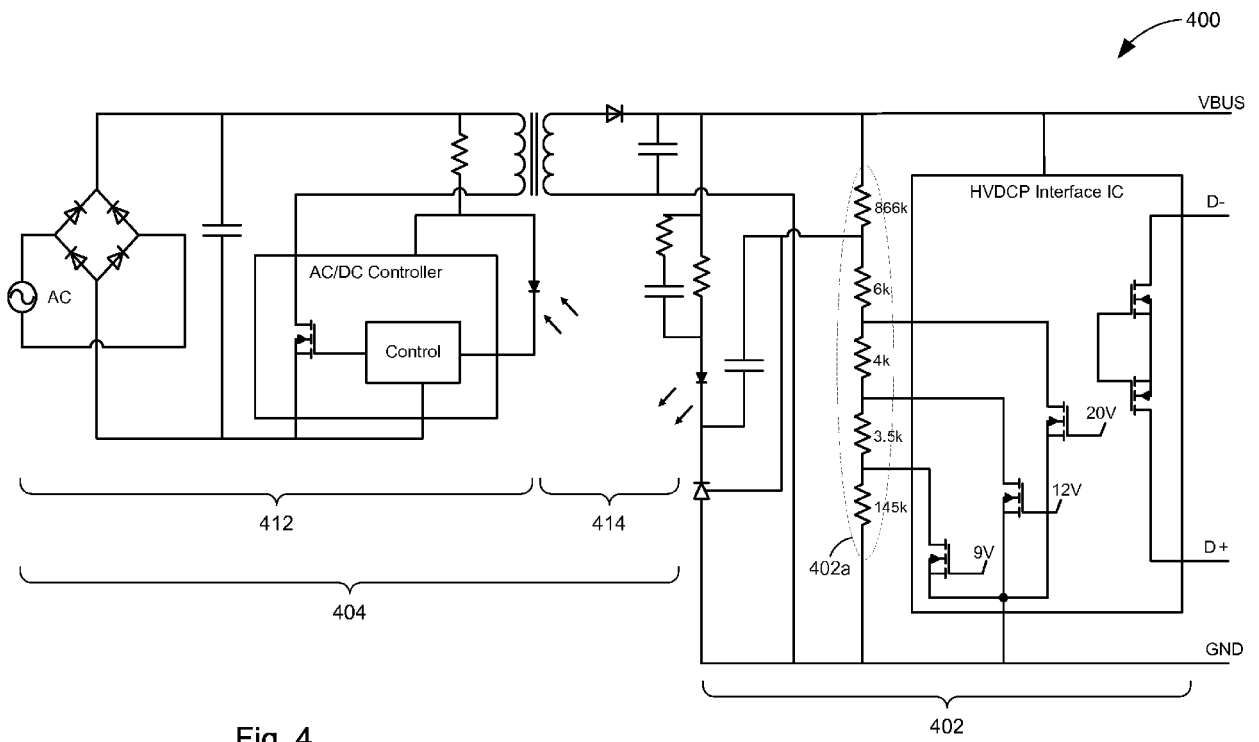 400
VBUS
HVDCP Interface IC
D-
866k
AC/DC Controller
6k
AC
Control
4k
20V
3.5k
12V
145k
412
414
9V
D+
402a
404
GND
402
Fig. 4